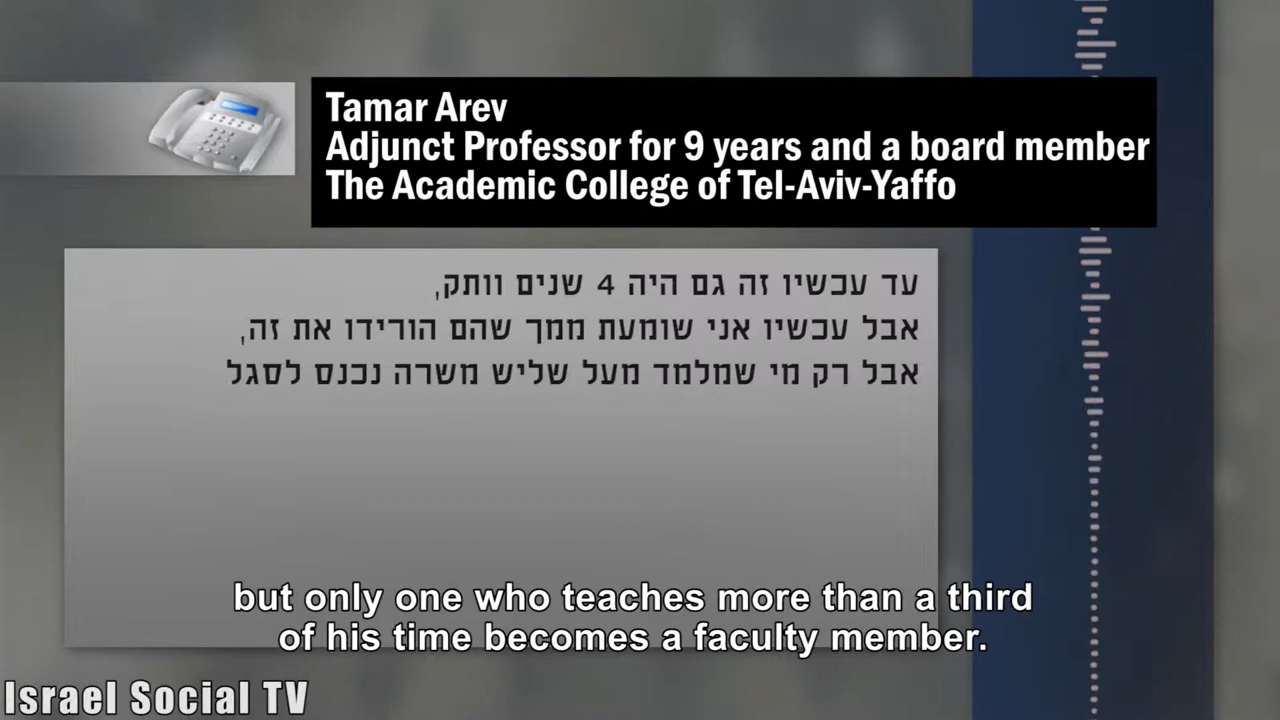 Tamar Arev
Adjunct Professor for 9 years and a board member
The Academic College of Tel-Aviv-Yaffo
עד עכשיו זה גם היה 4 שנים וותק,
אבל עכשיו אני שומעת ממך שהם הורידו את זה,
אבל רק מי שמלמד מעל שליש משרה נכנס לסגל
but only one who teaches more than a third
of his time becomes a faculty member.
Israel Social TV